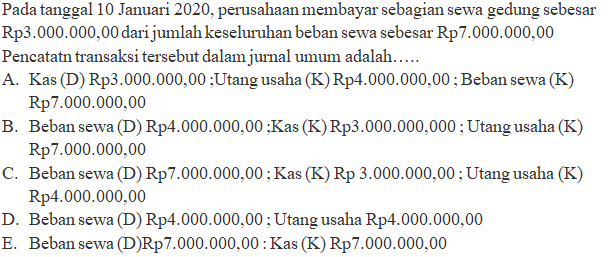 Pada tanggal 10 Januari 2020, perusahaan membayar sebagian sewa gedung sebesar
Rp3.000.000,00 dari jumlah keseluruhan beban sewa sebesar Rp7.000.000,00
Pencatatn transaksi tersebut dalam jurnal umum adalah…..
A. Kas (D) Rp3.000.000,00 ;Utang usaha (K) Rp4.000.000,00 ; Beban sewa (K)
Rp7.000.000,00
B. Beban sewa (D) Rp4.000.000,00 ;Kas (K) Rp3.000.000,000 ; Utang usaha (K)
Rp7.000.000,00
C. Beban sewa (D) Rp7.000.000,00 ; Kas (K) Rp 3.000.000,00 ; Utang usaha (K)
Rp4.000.000,00
D. Beban sewa (D) Rp4.000.000,00 ; Utang usaha Rp4.000.000,00
E. Beban sewa (D)Rp7.000.000,00 : Kas (K) Rp7.000.000,00